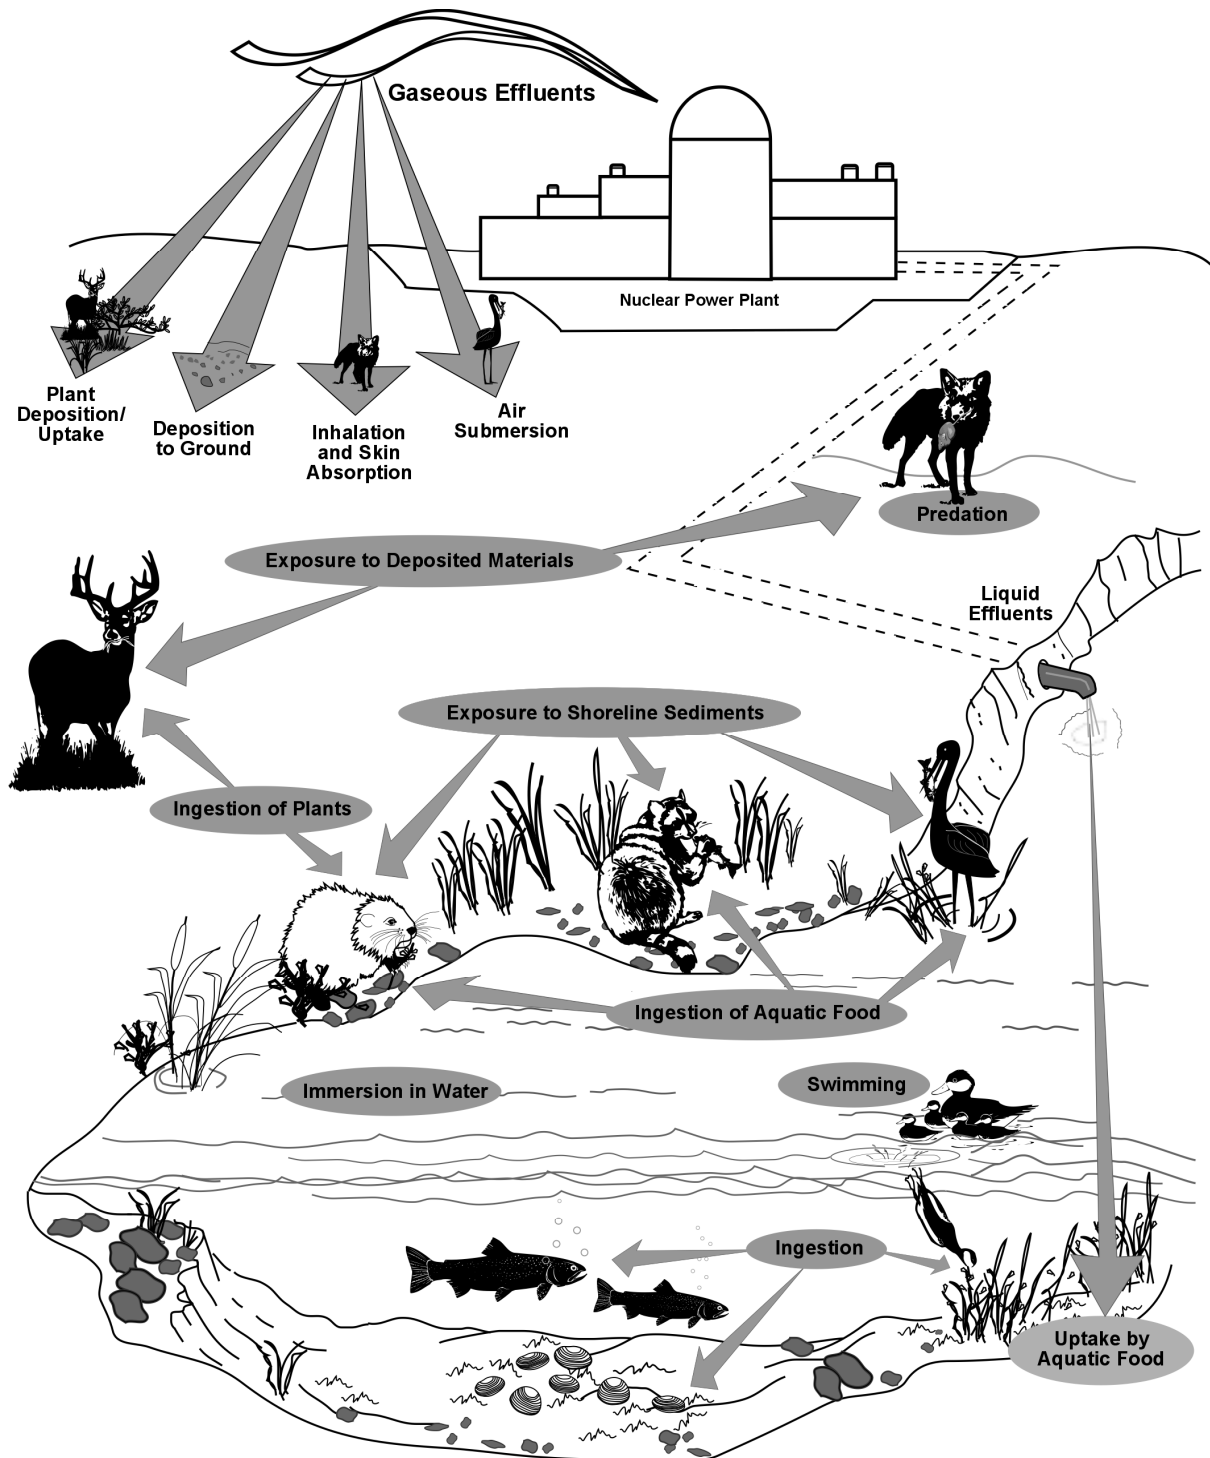 Gaseous Effluents
Nuclear Power Plant
Plant
Deposition/
Uptake
Deposition
to Ground
Inhalation
and Skin
Absorption
Air
Submersion
Predation
Exposure to Deposited Materials
Liquid
Effluents
Exposure to Shoreline Sediments
Ingestion of Plants
Ingestion of Aquatic Food
Immersion in Water
Swimming
Ingestion
Uptake by
Aquatic Food